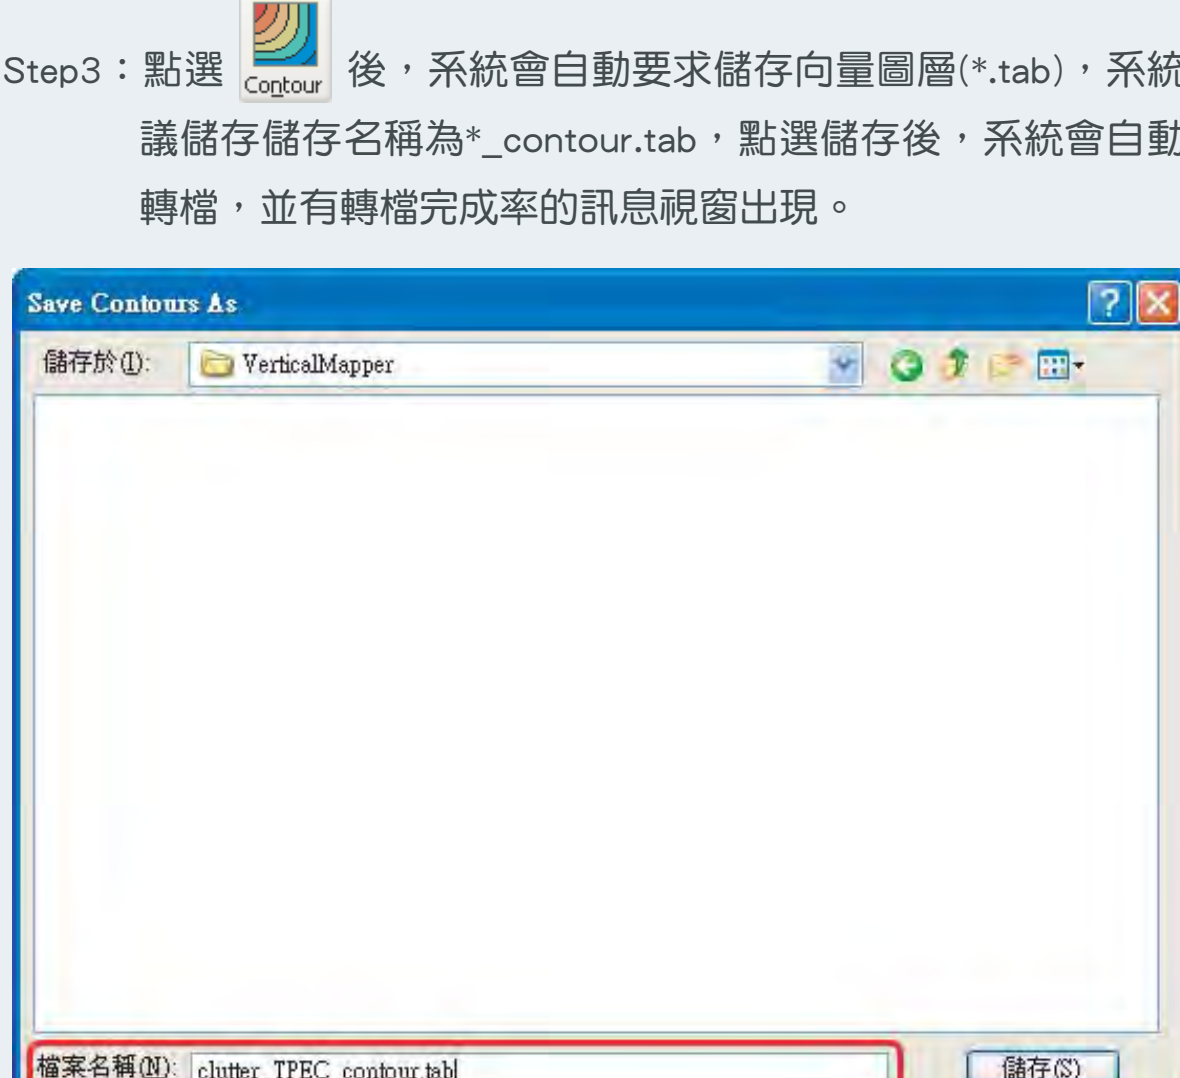 Step3：點選 Contour 後，系統會自動要求儲存向量圖層(*.tab)，系統
議儲存儲存名稱為*_contour.tab，點選儲存後，系統會自動
轉檔，並有轉檔完成率的訊息視窗出現。
Save Contours As
儲存於(I): VerticalMapper
檔案名稱(N): clutter_TPEC_contour.tab 儲存(S)